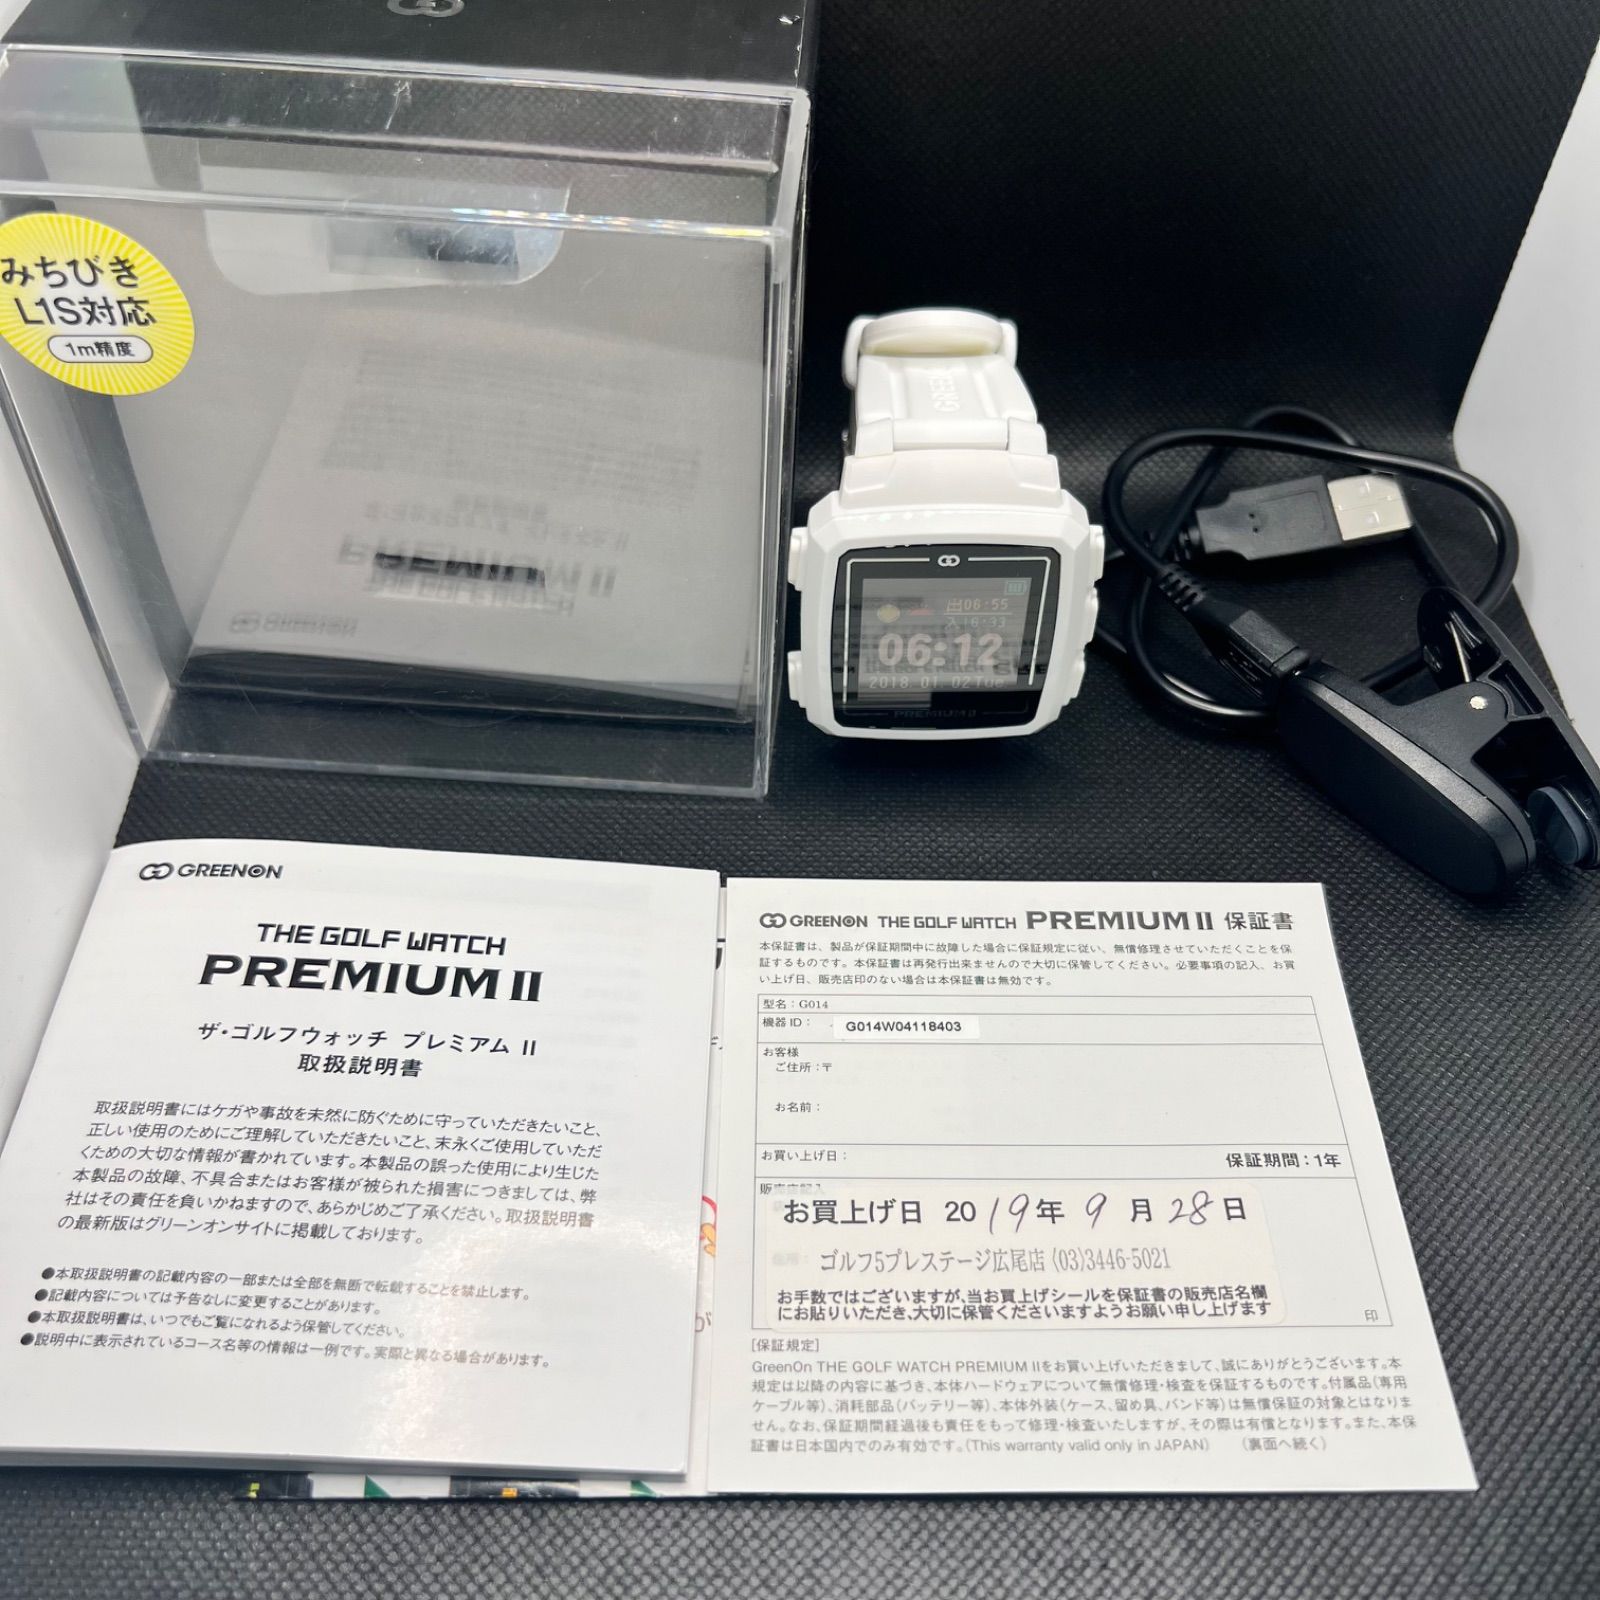 みちびき
L1S対応
1m精度
GREE
出06:55
入16:33
06:12
2018.01.02Tue
PREMIUM II
GREENON
THE GOLF WATCH
PREMIUM II
ザ・ゴルフウォッチ プレミアム II
取扱説明書
取扱説明書にはケガや事故を未然に防ぐために守っていただきたいこと、
正しい使用のためにご理解していただきたいこと、末永くご使用していただ
くための大切な情報が書かれています。本製品の誤った使用により生じた
本製品の故障、不具合またはお客様が被られた損害につきましては、弊
社はその責任を負いかねますので、あらかじめご了承ください。取扱説明書
の最新版はグリーンオンサイトに掲載しております。
●本取扱説明書の記載内容の一部または全部を無断で転載することを禁止します。
●記載内容については予告なしに変更することがあります。
●本取扱説明書は、いつでもご覧になれるよう保管してください。
●説明中に表示されているコース名等の情報は一例です。実際と異なる場合があります。
GREENON THE GOLF WATCH PREMIUM II 保証書
本保証書は、製品が保証期間中に故障した場合に保証規定に従い、無償修理させていただくことを保
証するものです。本保証書は再発行出来ませんので大切に保管してください。必要事項の記入、お買
い上げ日、販売店印のない場合は本保証書は無効です。
型名：G014
機器ID： G014W04118403
お客様
ご住所：〒
お名前：
お買い上げ日：
保証期間：1年
販売店記入
お買上げ日 2019年 9月 28日
ゴルフ5プレステージ広尾店 (03)3446-5021
お手数ではございますが、当お買上げシールを保証書の販売店名欄
にお貼りいただき、大切に保管くださいますようお願い申し上げます
印
[保証規定]
GreenOn THE GOLF WATCH PREMIUM IIをお買い上げいただきまして、誠にありがとうございます。本
規定は以降の内容に基づき、本体ハードウェアについて無償修理・検査を保証するものです。付属品(専用
ケーブル等)、消耗部品(バッテリー等)、本体外装(ケース、留め具、バンド等)は無償保証の対象とはなりま
せん。なお、保証期間経過後も責任をもって修理・検査いたしますが、その際は有償となります。また、本保
証書は日本国内でのみ有効です。(This warranty valid only in JAPAN) (裏面へ続く)